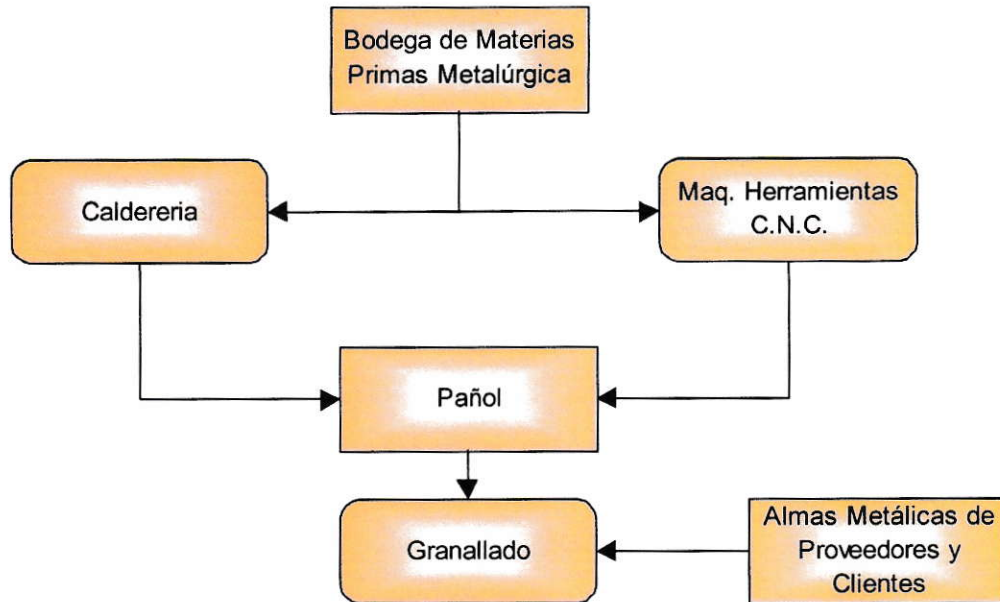 Bodega de Materias
Primas Metalúrgica
Caldereria
Maq. Herramientas
C.N.C.
Pañol
Granallado
Almas Metálicas de
Proveedores y
Clientes